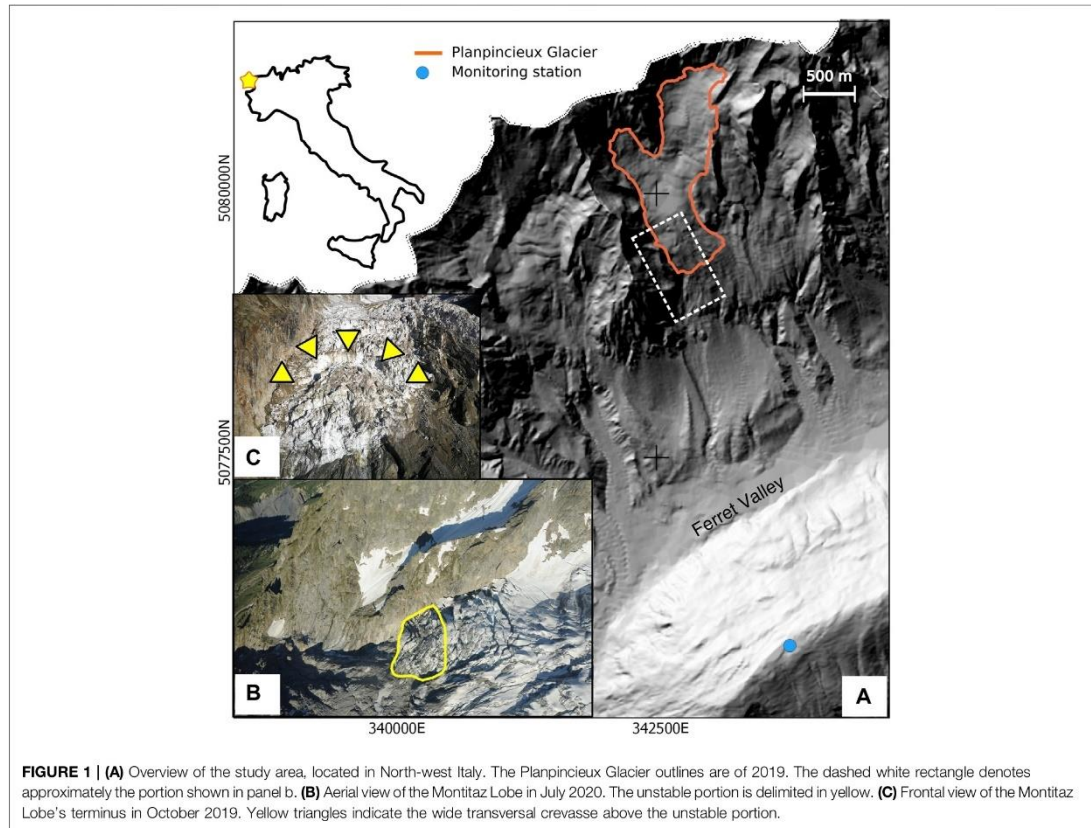 Planpincieux Glacier
Monitoring station
500 m
5080000N
5077500N
C
Ferret Valley
B
A
340000E
342500E
FIGURE 1 | (A) Overview of the study area, located in North-west Italy. The Planpincieux Glacier outlines are of 2019. The dashed white rectangle denotes
approximately the portion shown in panel b. (B) Aerial view of the Montitaz Lobe in July 2020. The unstable portion is delimited in yellow. (C) Frontal view of the Montitaz
Lobe's terminus in October 2019. Yellow triangles indicate the wide transversal crevasse above the unstable portion.